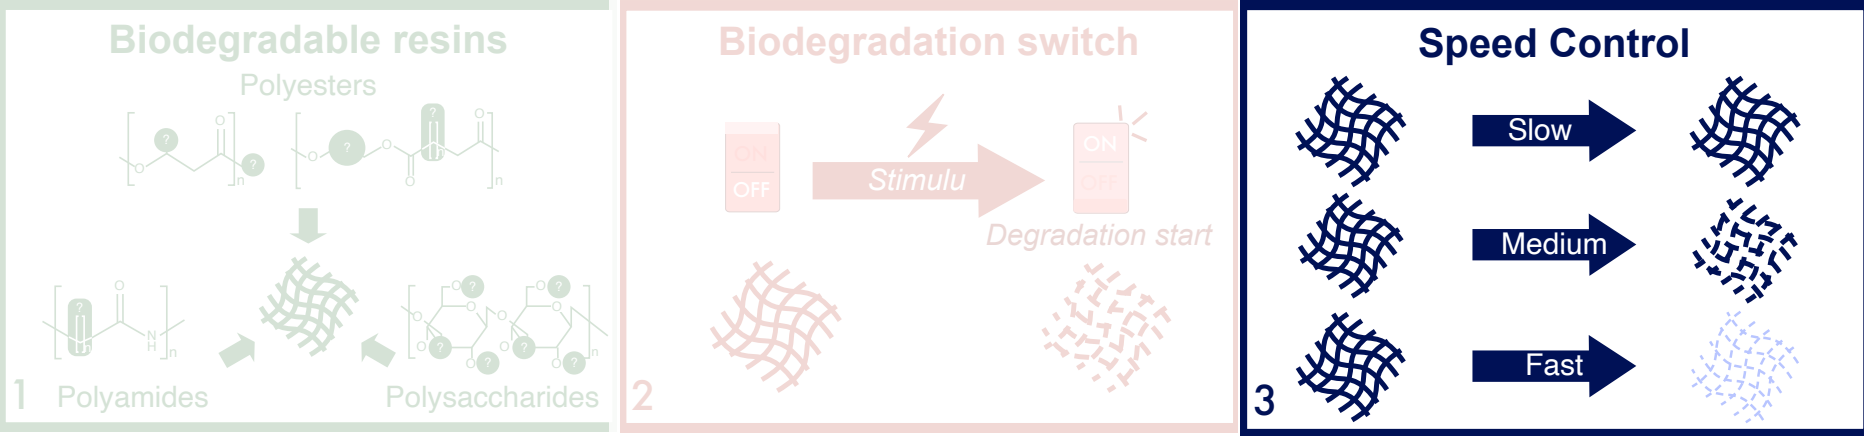 Biodegradable resins
Polyesters
O
O
?
n
?
O
?
O
O
?
n
O
n
?
O
n
N
H
n
Polyamides
O
?
O
?
O
O
O
O
O
?
O
?
O
?
O
?
n
Polysaccharides
1
Biodegradation switch
ON
OFF
Stimulu
ON
OFF
Degradation start
2
Speed Control
Slow
Medium
Fast
3